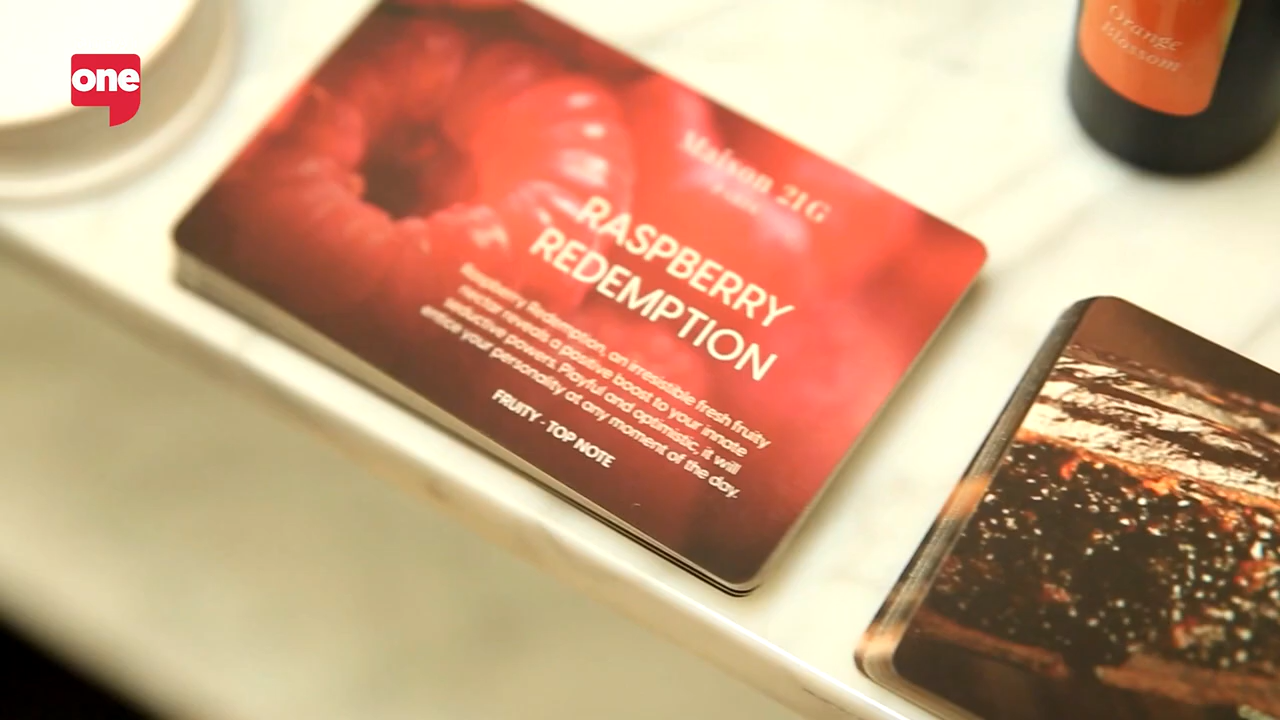 one
Orange
Blossom
Maison 21G
RASPBERRY
REDEMPTION
Raspberry Redemption, an irresistible fresh fruity
nectar reveals a positive boost to your innate
seductive powers. Playful and optimistic, it will
entice your personality at any moment of the day.
FRUITY - TOP NOTE